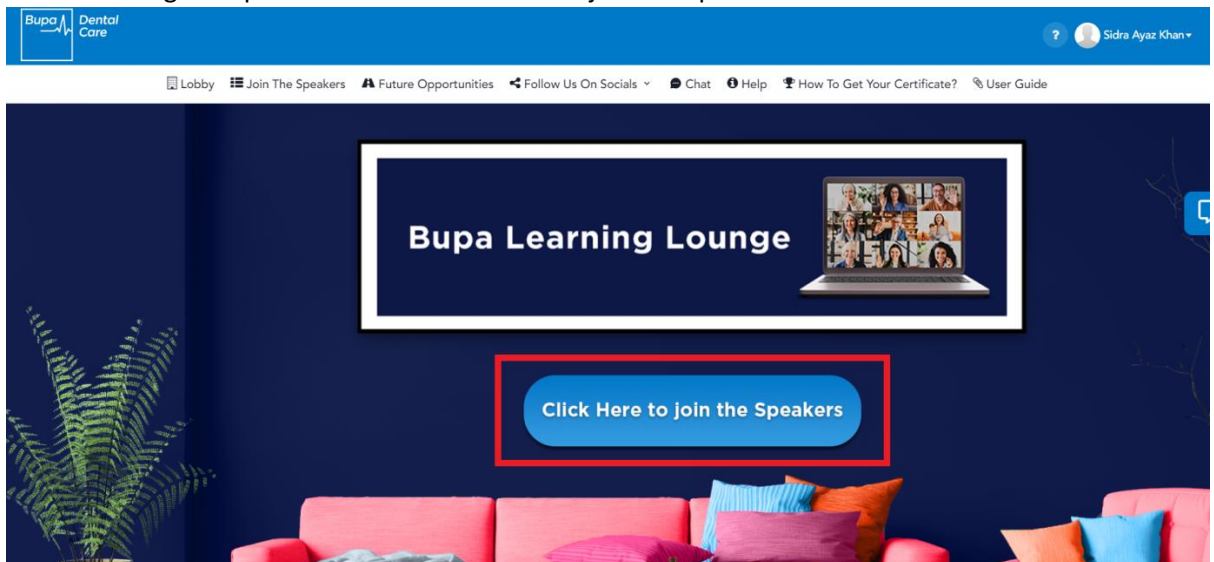 Bupa Dental
Care
? Sidra Ayaz Khan
Lobby Join The Speakers Future Opportunities Follow Us On Socials Chat Help How To Get Your Certificate? User Guide
Bupa Learning Lounge
Click Here to join the Speakers